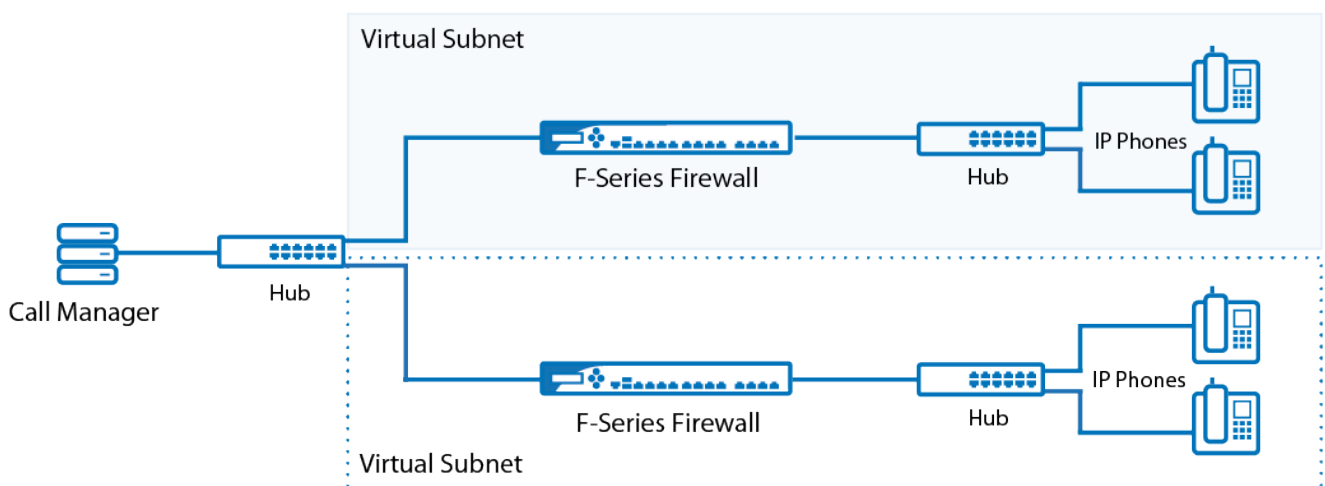 Virtual Subnet
IP Phones
F-Series Firewall
Hub
Hub
Call Manager
IP Phones
F-Series Firewall
Hub
Virtual Subnet